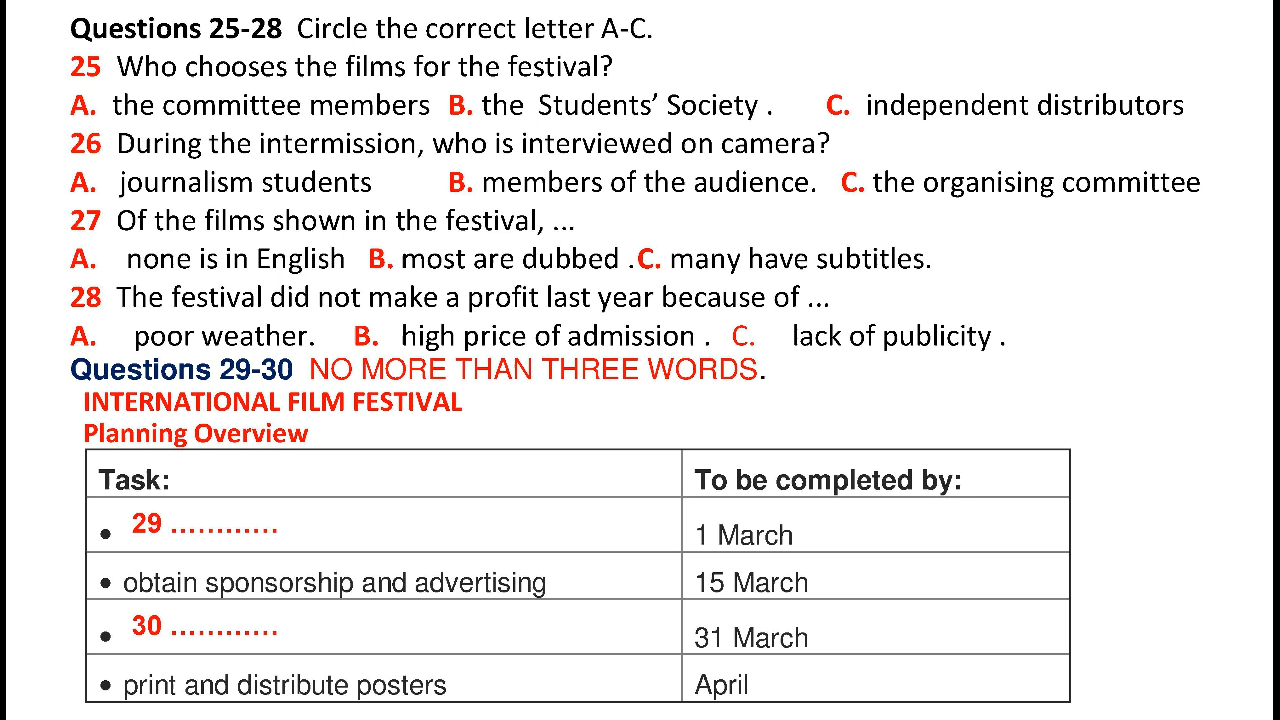 Questions 25-28 Circle the correct letter A-C.
25 Who chooses the films for the festival?
A. the committee members B. the Students’ Society . C. independent distributors
26 During the intermission, who is interviewed on camera?
A. journalism students B. members of the audience. C. the organising committee
27 Of the films shown in the festival, ...
A. none is in English B. most are dubbed .C. many have subtitles.
28 The festival did not make a profit last year because of ...
A. poor weather. B. high price of admission . C. lack of publicity .
Questions 29-30 NO MORE THAN THREE WORDS.
INTERNATIONAL FILM FESTIVAL
Planning Overview
Task: To be completed by:
• 29 ………… 1 March
• obtain sponsorship and advertising 15 March
• 30 ………… 31 March
• print and distribute posters April